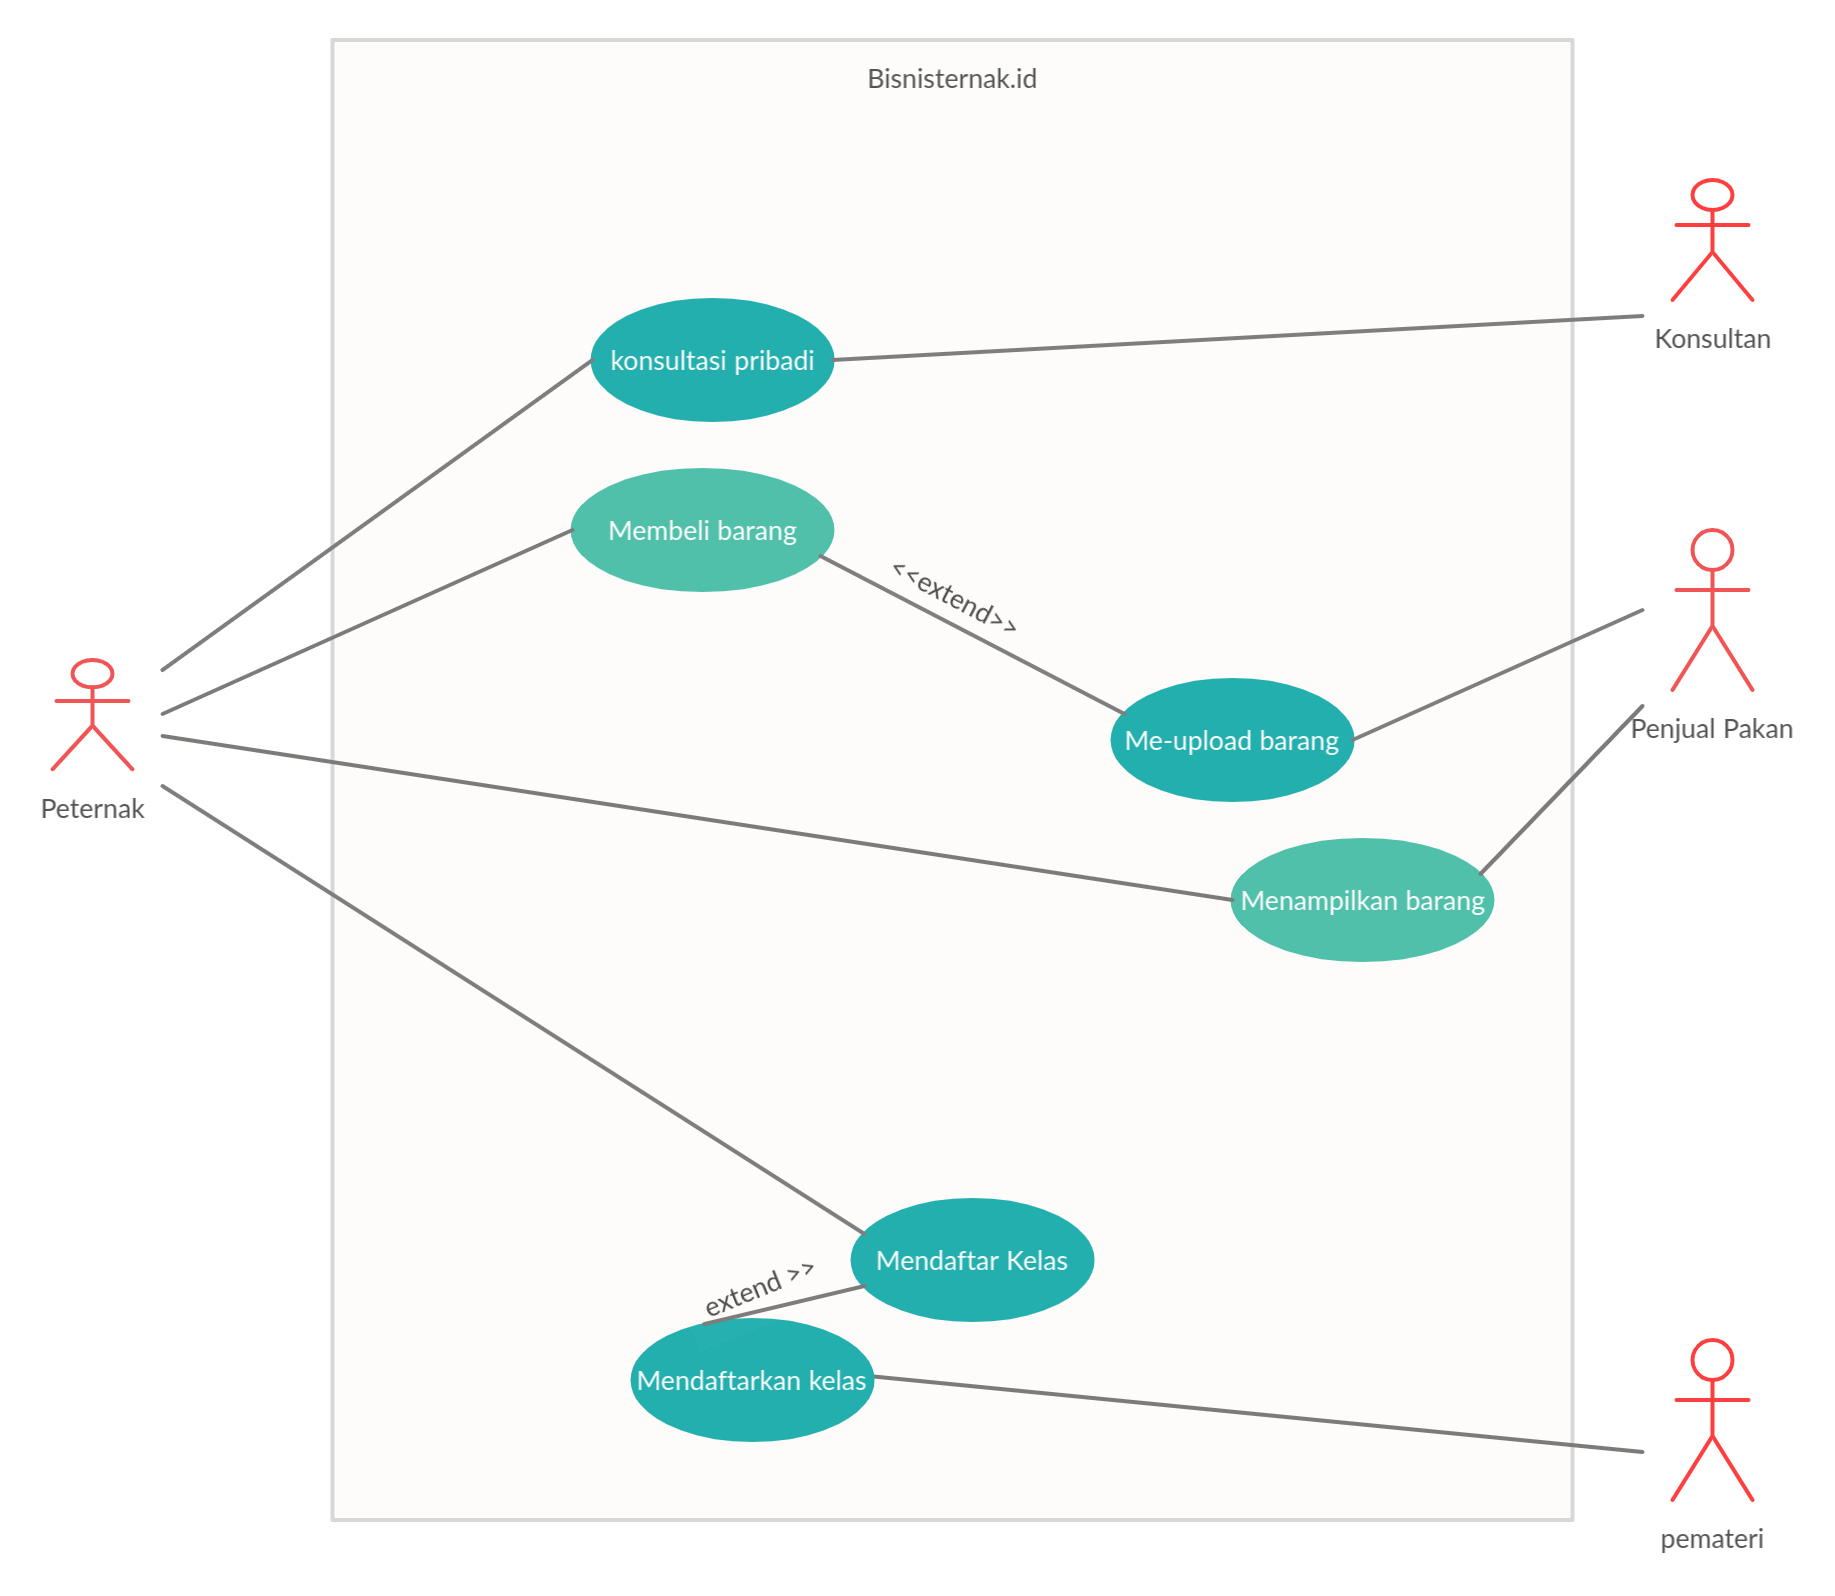 Bisnisternak.id
Konsultan
konsultasi pribadi
Membeli barang
<<extend>>
Penjual Pakan
Me-upload barang
Peternak
Menampilkan barang
Mendaftar Kelas
extend >>
Mendaftarkan kelas
pemateri